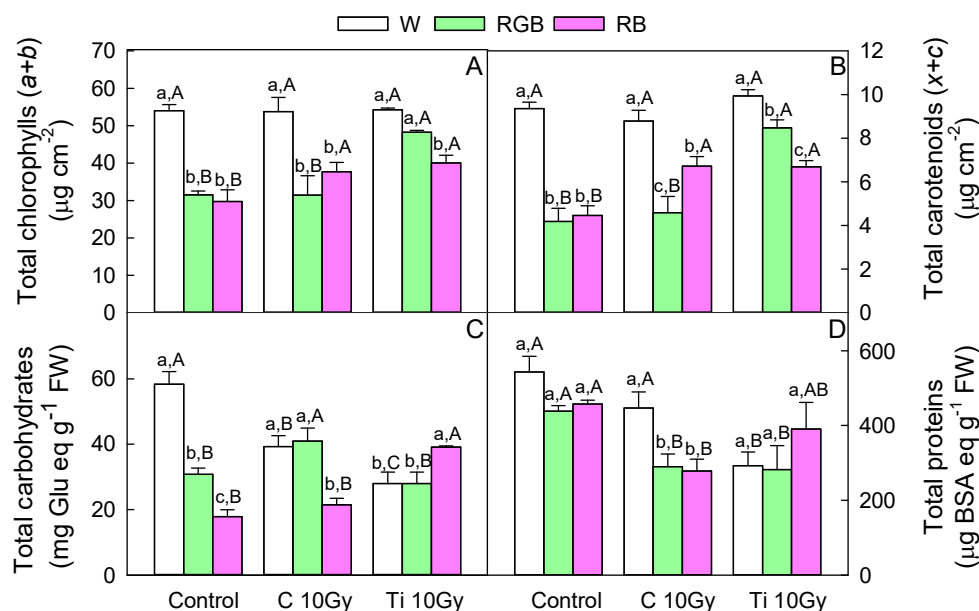 W RGB RB
Total chlorophylls (a+b)
(µg cm⁻²)
70
60
50
40
30
20
10
0
A
a,A b,B b,B a,A b,B b,A a,A a,A b,A
B
a,A b,B b,B a,A c,B b,A a,A b,A c,A
12
10
8
6
4
2
0
Total carotenoids (x+c)
(µg cm⁻²)
Total carbohydrates
(mg Glu eq g⁻¹ FW)
60
40
20
0
C
a,A b,B c,B a,B a,A b,B b,C b,B a,A
D
a,A a,A a,A a,A b,B b,B a,B a,B a,AB
600
400
200
0
Total proteins
(µg BSA eq g⁻¹ FW)
Control C 10Gy Ti 10Gy
Control C 10Gy Ti 10Gy